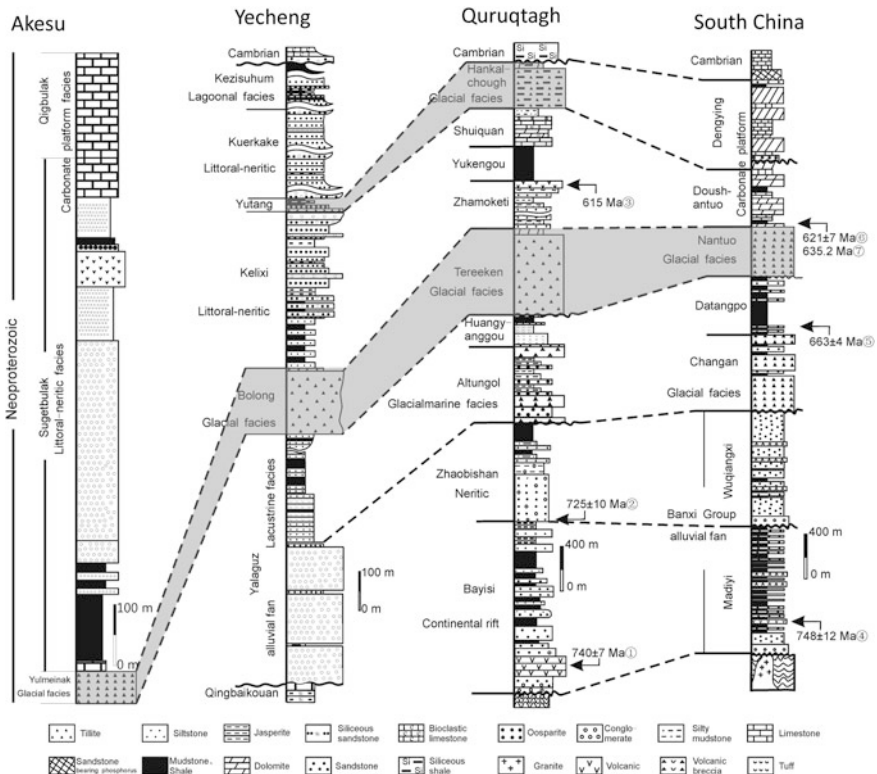 Akesu
Yecheng
Quruqtagh
South China
Neoproterozoic
Qigbulak
Carbonate platform facies
Sugetbulak
Littoral-neritic facies
100 m
0 m
Yulmeinak
Glacial facies
Cambrian
Kezisuhum
Lagoonal facies
Kuerkake
Littoral-neritic
Yutang
Kelixi
Littoral-neritic
Bolong
Glacial facies
Lacustrine facies
Yalaguz
alluvial fan
100 m
0 m
Qingbaikouan
Cambrian
Hankal-
chough
Glacial facies
Shuiquan
Yukengou
Zhamoketi
615 Ma③
Tereeken
Glacial facies
Huangy-
anggou
Altungol
Glacialmarine facies
Zhaobishan
Neritic
725±10 Ma②
400 m
0 m
Bayisi
Continental rift
740±7 Ma①
Si Si
Si Si
Cambrian
Dengying
Carbonate platform
Doush-
antuo
621±7 Ma⑥
635.2 Ma⑦
Nantuo
Glacial facies
Datangpo
663±4 Ma⑤
Changan
Glacial facies
Wuqiangxi
Banxi Group
alluvial fan
400 m
0 m
Madiyi
748±12 Ma④
Tillite
Siltstone
Jasperite
Siliceous
sandstone
Bioclastic
limestone
Oosparite
Conglo-
merate
Silty
mudstone
Limestone
Sandstone
bearing phosphorus
Mudstone、
Shale
Dolomite
Sandstone
Si
Si
Siliceous
shale
Granite
Volcanic
Volcanic
breccia
Tuff